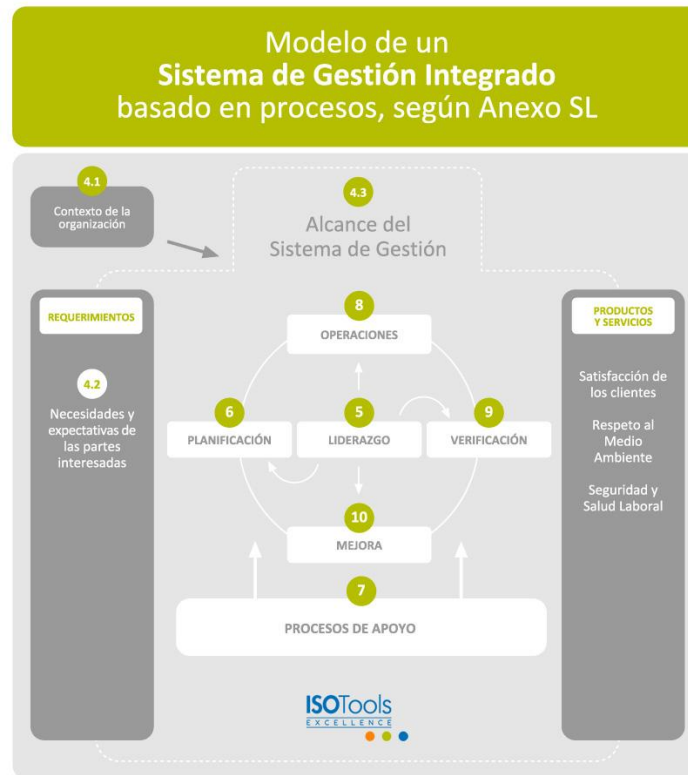 Modelo de un
Sistema de Gestión Integrado
basado en procesos, según Anexo SL
4.1
Contexto de la
organización
4.3
Alcance del
Sistema de Gestión
REQUERIMIENTOS
4.2
Necesidades y
expectativas de
las partes
interesadas
8
OPERACIONES
6
PLANIFICACIÓN
5
LIDERAZGO
9
VERIFICACIÓN
10
MEJORA
7
PROCESOS DE APOYO
PRODUCTOS
Y SERVICIOS
Satisfacción de
los clientes
Respeto al
Medio
Ambiente
Seguridad y
Salud Laboral
ISOTools
EXCELLENCE